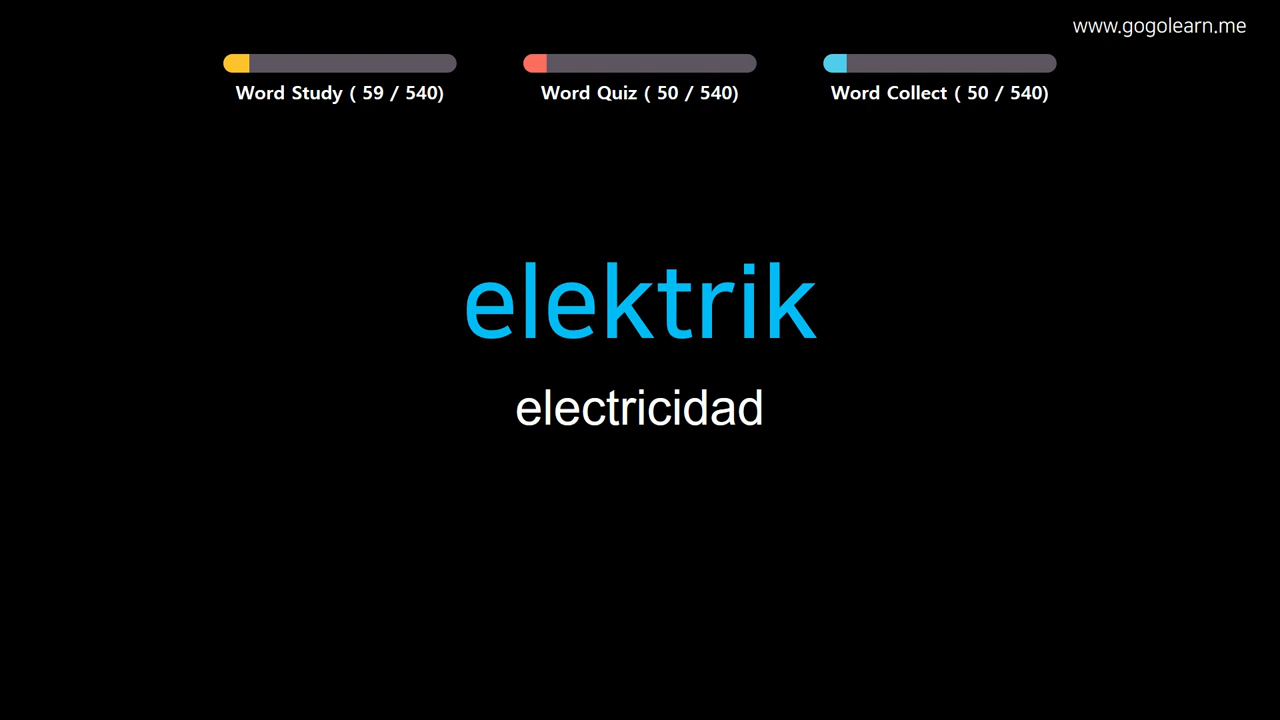 www.gogolearn.me
Word Study ( 59 / 540)
Word Quiz ( 50 / 540)
Word Collect ( 50 / 540)
elektrik
electricidad